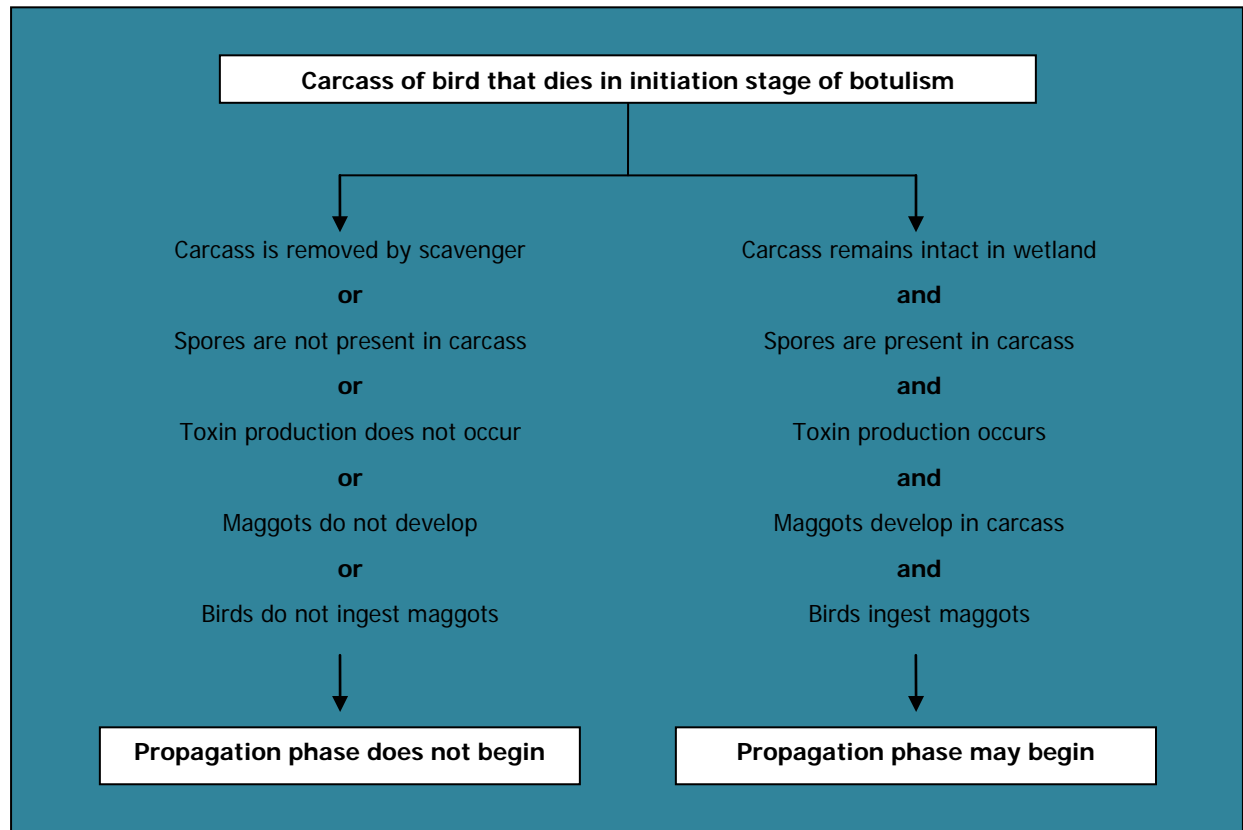 Carcass of bird that dies in initiation stage of botulism
Carcass is removed by scavenger
or
Spores are not present in carcass
or
Toxin production does not occur
or
Maggots do not develop
or
Birds do not ingest maggots
Propagation phase does not begin
Carcass remains intact in wetland
and
Spores are present in carcass
and
Toxin production occurs
and
Maggots develop in carcass
and
Birds ingest maggots
Propagation phase may begin